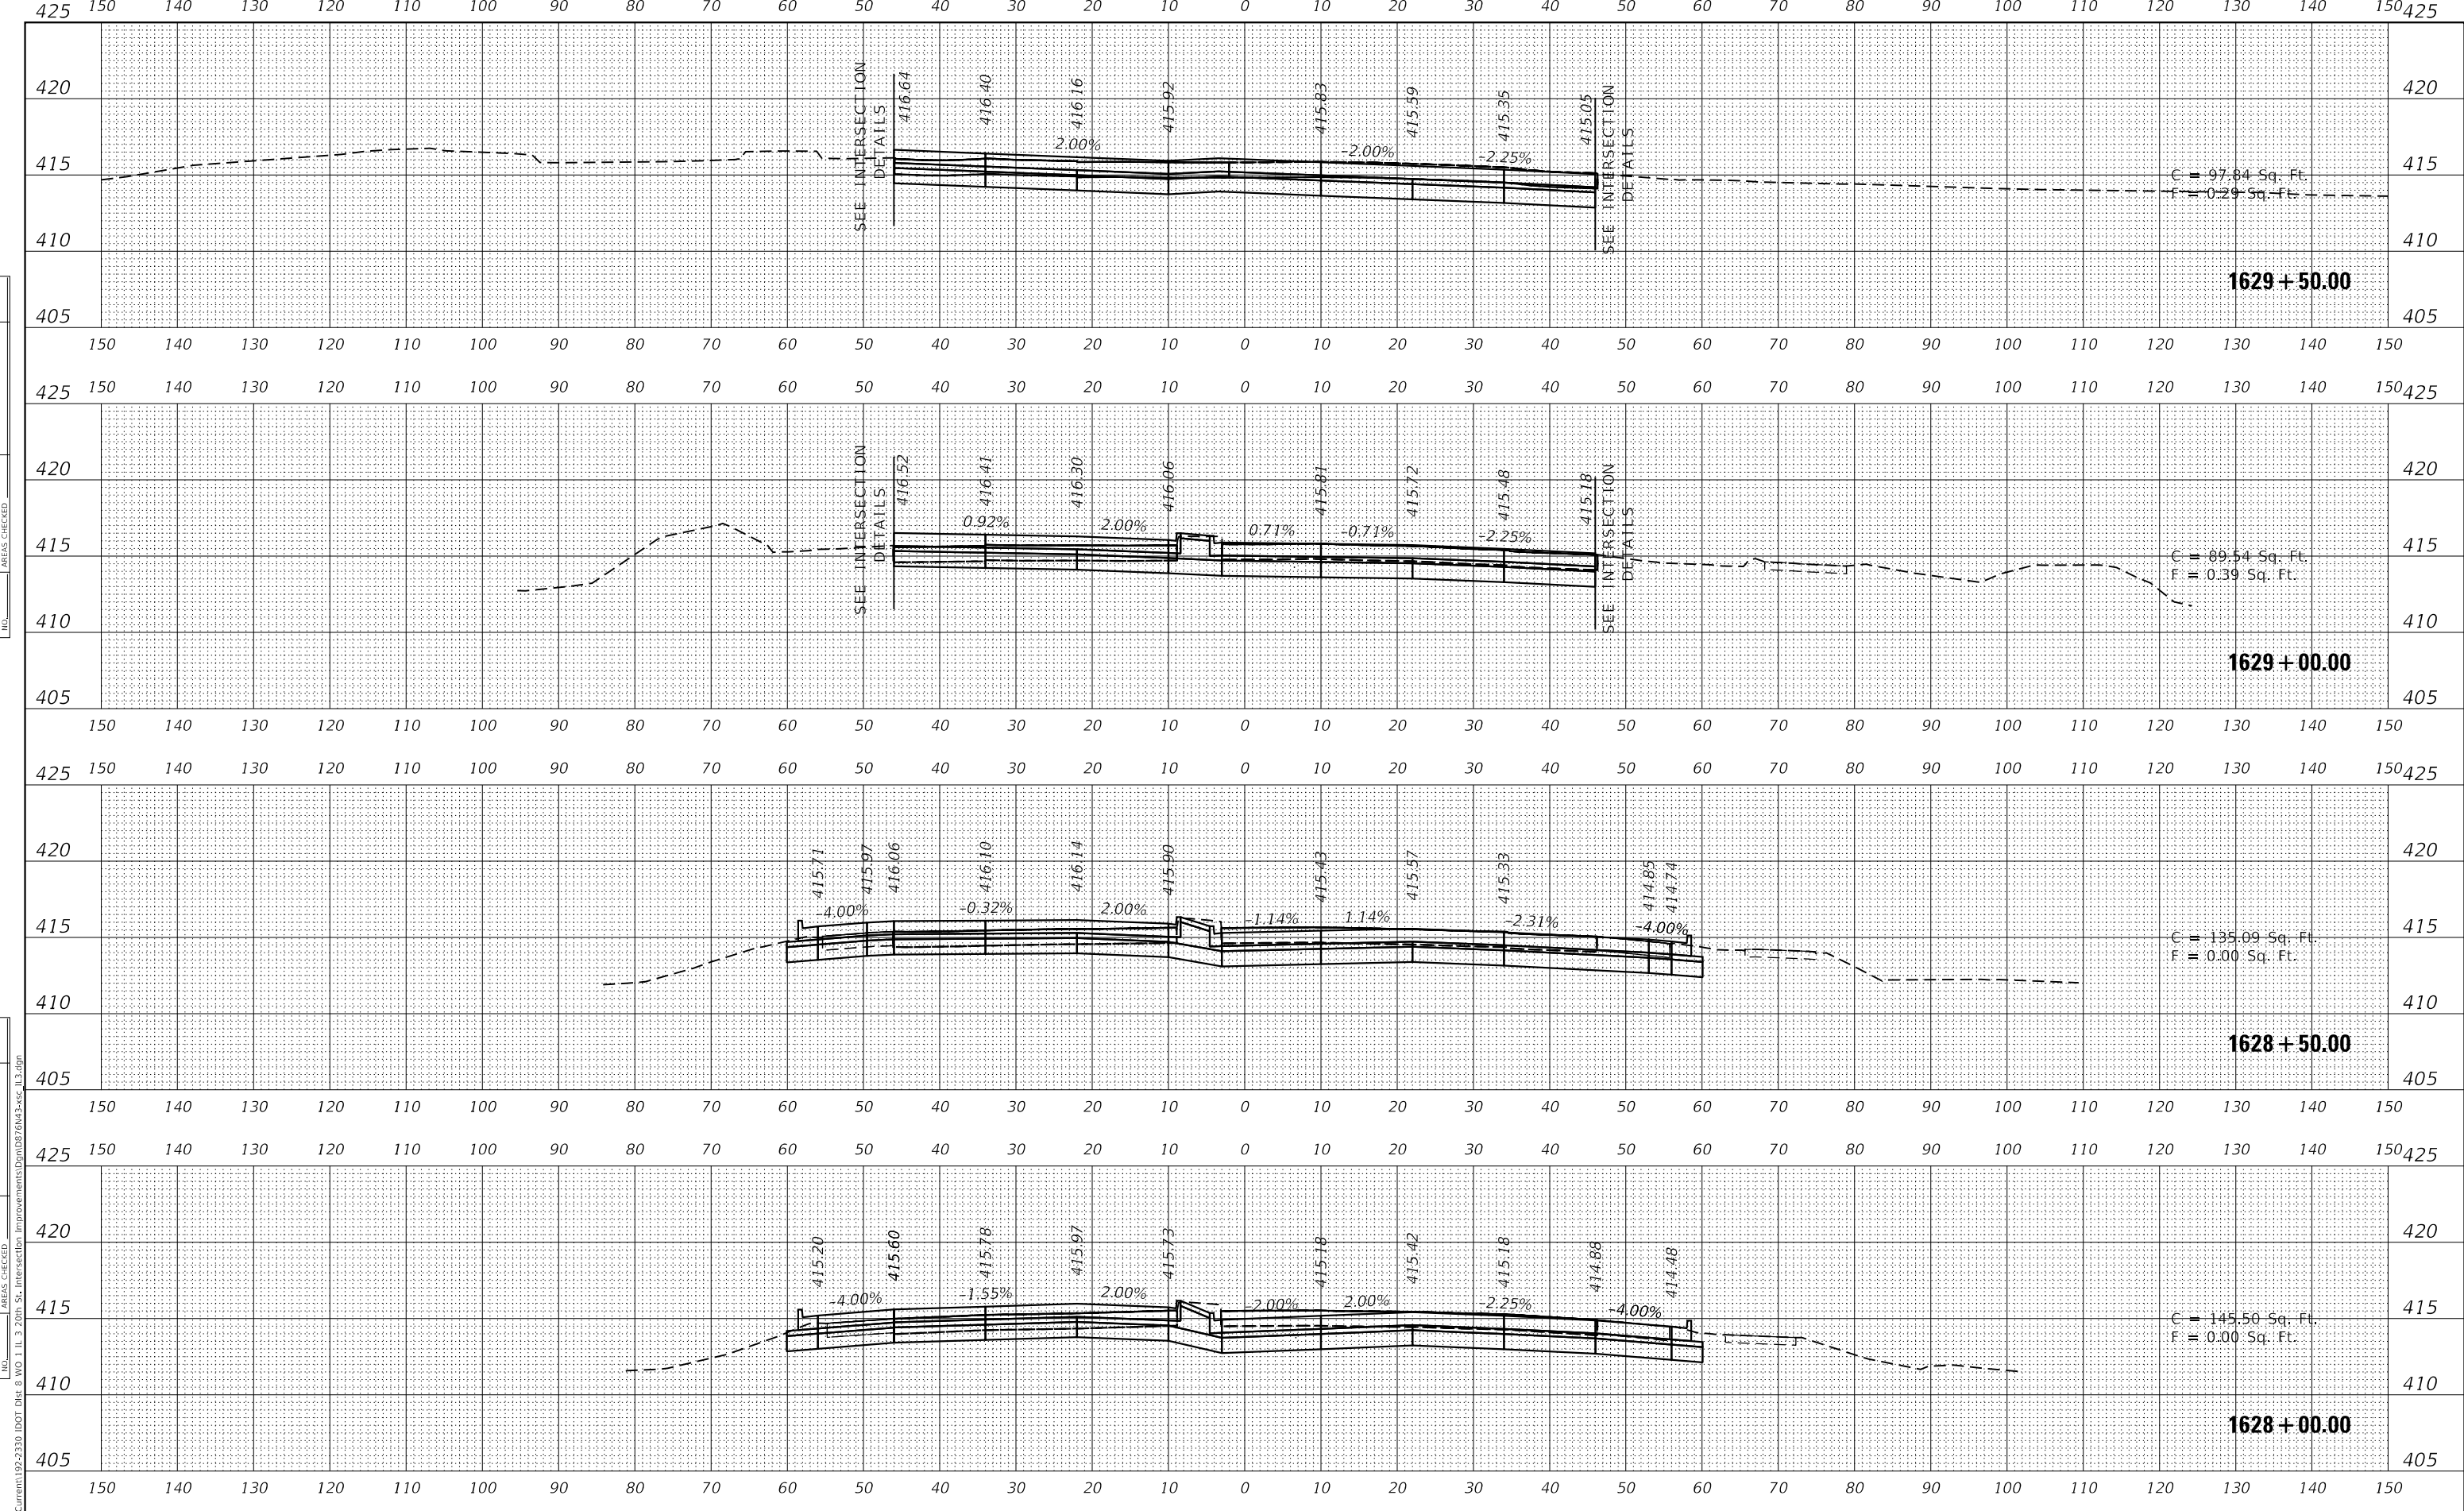 150 140 130 120 110 100 90 80 70 60 50 40 30 20 10 0 10 20 30 40 50 60 70 80 90 100 110 120 130 140 150
425 425
SEE INTERSECTION DETAILS
416.64 416.40 416.16 415.92 415.83 415.59 415.35 415.05
SEE INTERSECTION DETAILS
420 420
2.00% -2.00% -2.25%
415 415
C = 97.84 Sq. Ft.
F = 0.29 Sq. Ft.
410 410
1629+50.00
405 405
150 140 130 120 110 100 90 80 70 60 50 40 30 20 10 0 10 20 30 40 50 60 70 80 90 100 110 120 130 140 150
150 140 130 120 110 100 90 80 70 60 50 40 30 20 10 0 10 20 30 40 50 60 70 80 90 100 110 120 130 140 150
425 425
SEE INTERSECTION DETAILS
416.52 416.41 416.30 416.06 415.81 415.72 415.48 415.18
SEE INTERSECTION DETAILS
420 420
0.92% 2.00% 0.71% -0.71% -2.25%
415 415
C = 89.54 Sq. Ft.
F = 0.39 Sq. Ft.
410 410
1629+00.00
405 405
150 140 130 120 110 100 90 80 70 60 50 40 30 20 10 0 10 20 30 40 50 60 70 80 90 100 110 120 130 140 150
150 140 130 120 110 100 90 80 70 60 50 40 30 20 10 0 10 20 30 40 50 60 70 80 90 100 110 120 130 140 150
425 425
420 420
415.71 415.97 416.06 416.10 416.14 415.90 415.43 415.57 415.33 414.85 414.74
-4.00% -0.32% 2.00% -1.14% 1.14% -2.31% -4.00%
415 415
C = 135.09 Sq. Ft.
F = 0.00 Sq. Ft.
410 410
1628+50.00
405 405
150 140 130 120 110 100 90 80 70 60 50 40 30 20 10 0 10 20 30 40 50 60 70 80 90 100 110 120 130 140 150
150 140 130 120 110 100 90 80 70 60 50 40 30 20 10 0 10 20 30 40 50 60 70 80 90 100 110 120 130 140 150
425 425
420 420
415.20 415.60 415.78 415.97 415.73 415.18 415.42 415.18 414.88 414.48
-4.00% -1.55% 2.00% -2.00% 2.00% -2.25% -4.00%
415 415
C = 145.50 Sq. Ft.
F = 0.00 Sq. Ft.
410 410
1628+00.00
405 405
150 140 130 120 110 100 90 80 70 60 50 40 30 20 10 0 10 20 30 40 50 60 70 80 90 100 110 120 130 140 150
AREAS CHECKED
NO.
AREAS CHECKED
NO.
Current\192-2330 IDOT Dist 8 WO 1 IL 3 20th St. Intersection Improvements\Dgn\D876N43-xsc_IL3.dgn